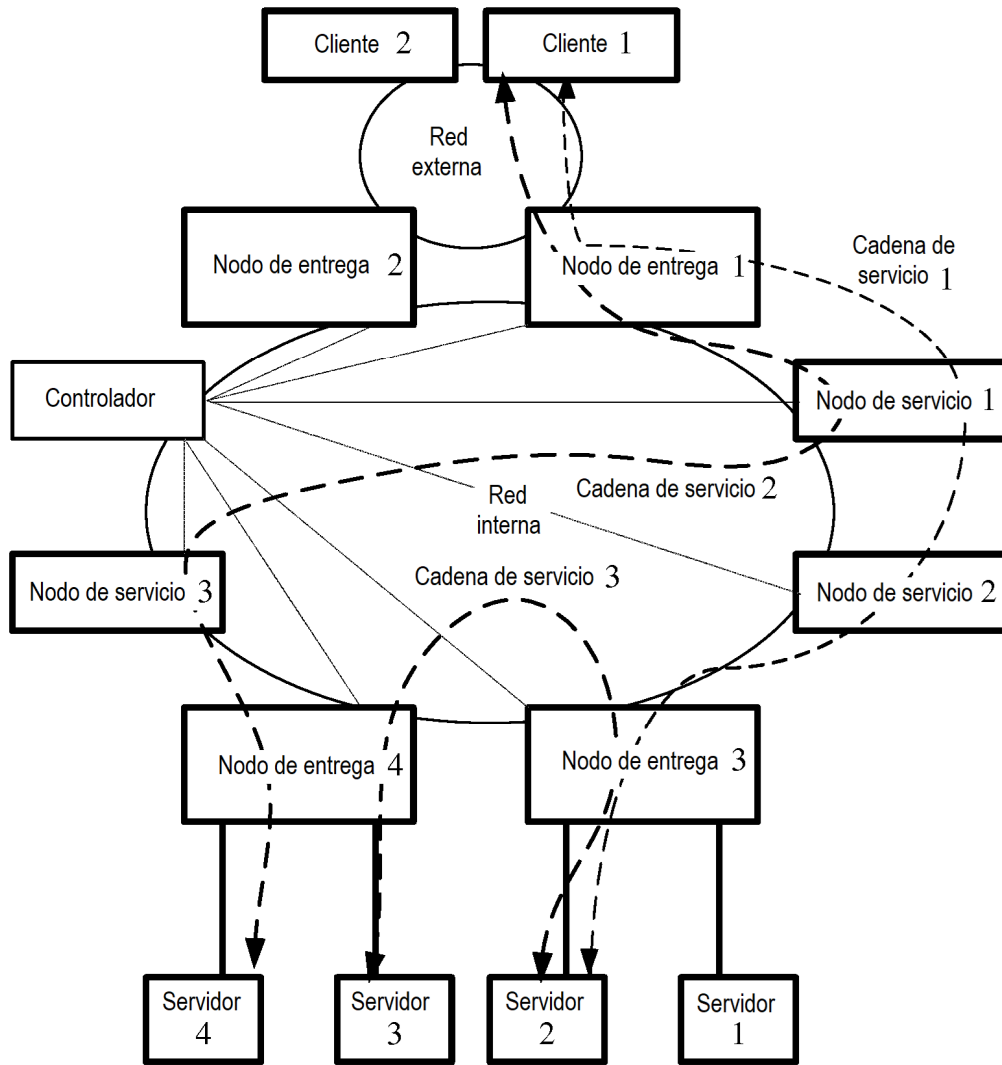 Cliente 2
Cliente 1
Red
externa
Nodo de entrega 2
Nodo de entrega 1
Cadena de
servicio 1
Controlador
Nodo de servicio 1
Cadena de servicio 2
Red
interna
Nodo de servicio 3
Cadena de servicio 3
Nodo de servicio 2
Nodo de entrega 4
Nodo de entrega 3
Servidor
4
Servidor
3
Servidor
2
Servidor
1